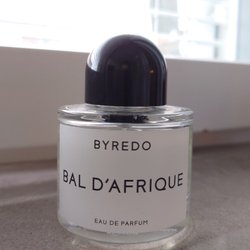 BYREDO
BAL D'AFRIQUE
EAU DE PARFUM